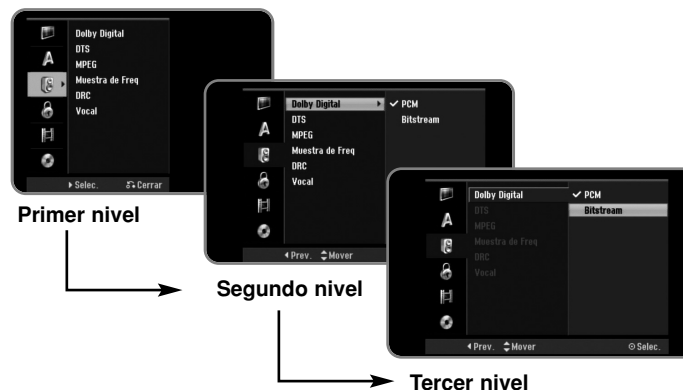 Dolby Digital
DTS
MPEG
Muestra de Freq
DRC
Vocal
Selec. Cerrar
Primer nivel
Dolby Digital
DTS
MPEG
Muestra de Freq
DRC
Vocal
✔ PCM
Bitstream
Prev. Mover
Segundo nivel
Dolby Digital
DTS
MPEG
Muestra de Freq
DRC
Vocal
✔ PCM
Bitstream
Prev. Mover Selec.
Tercer nivel